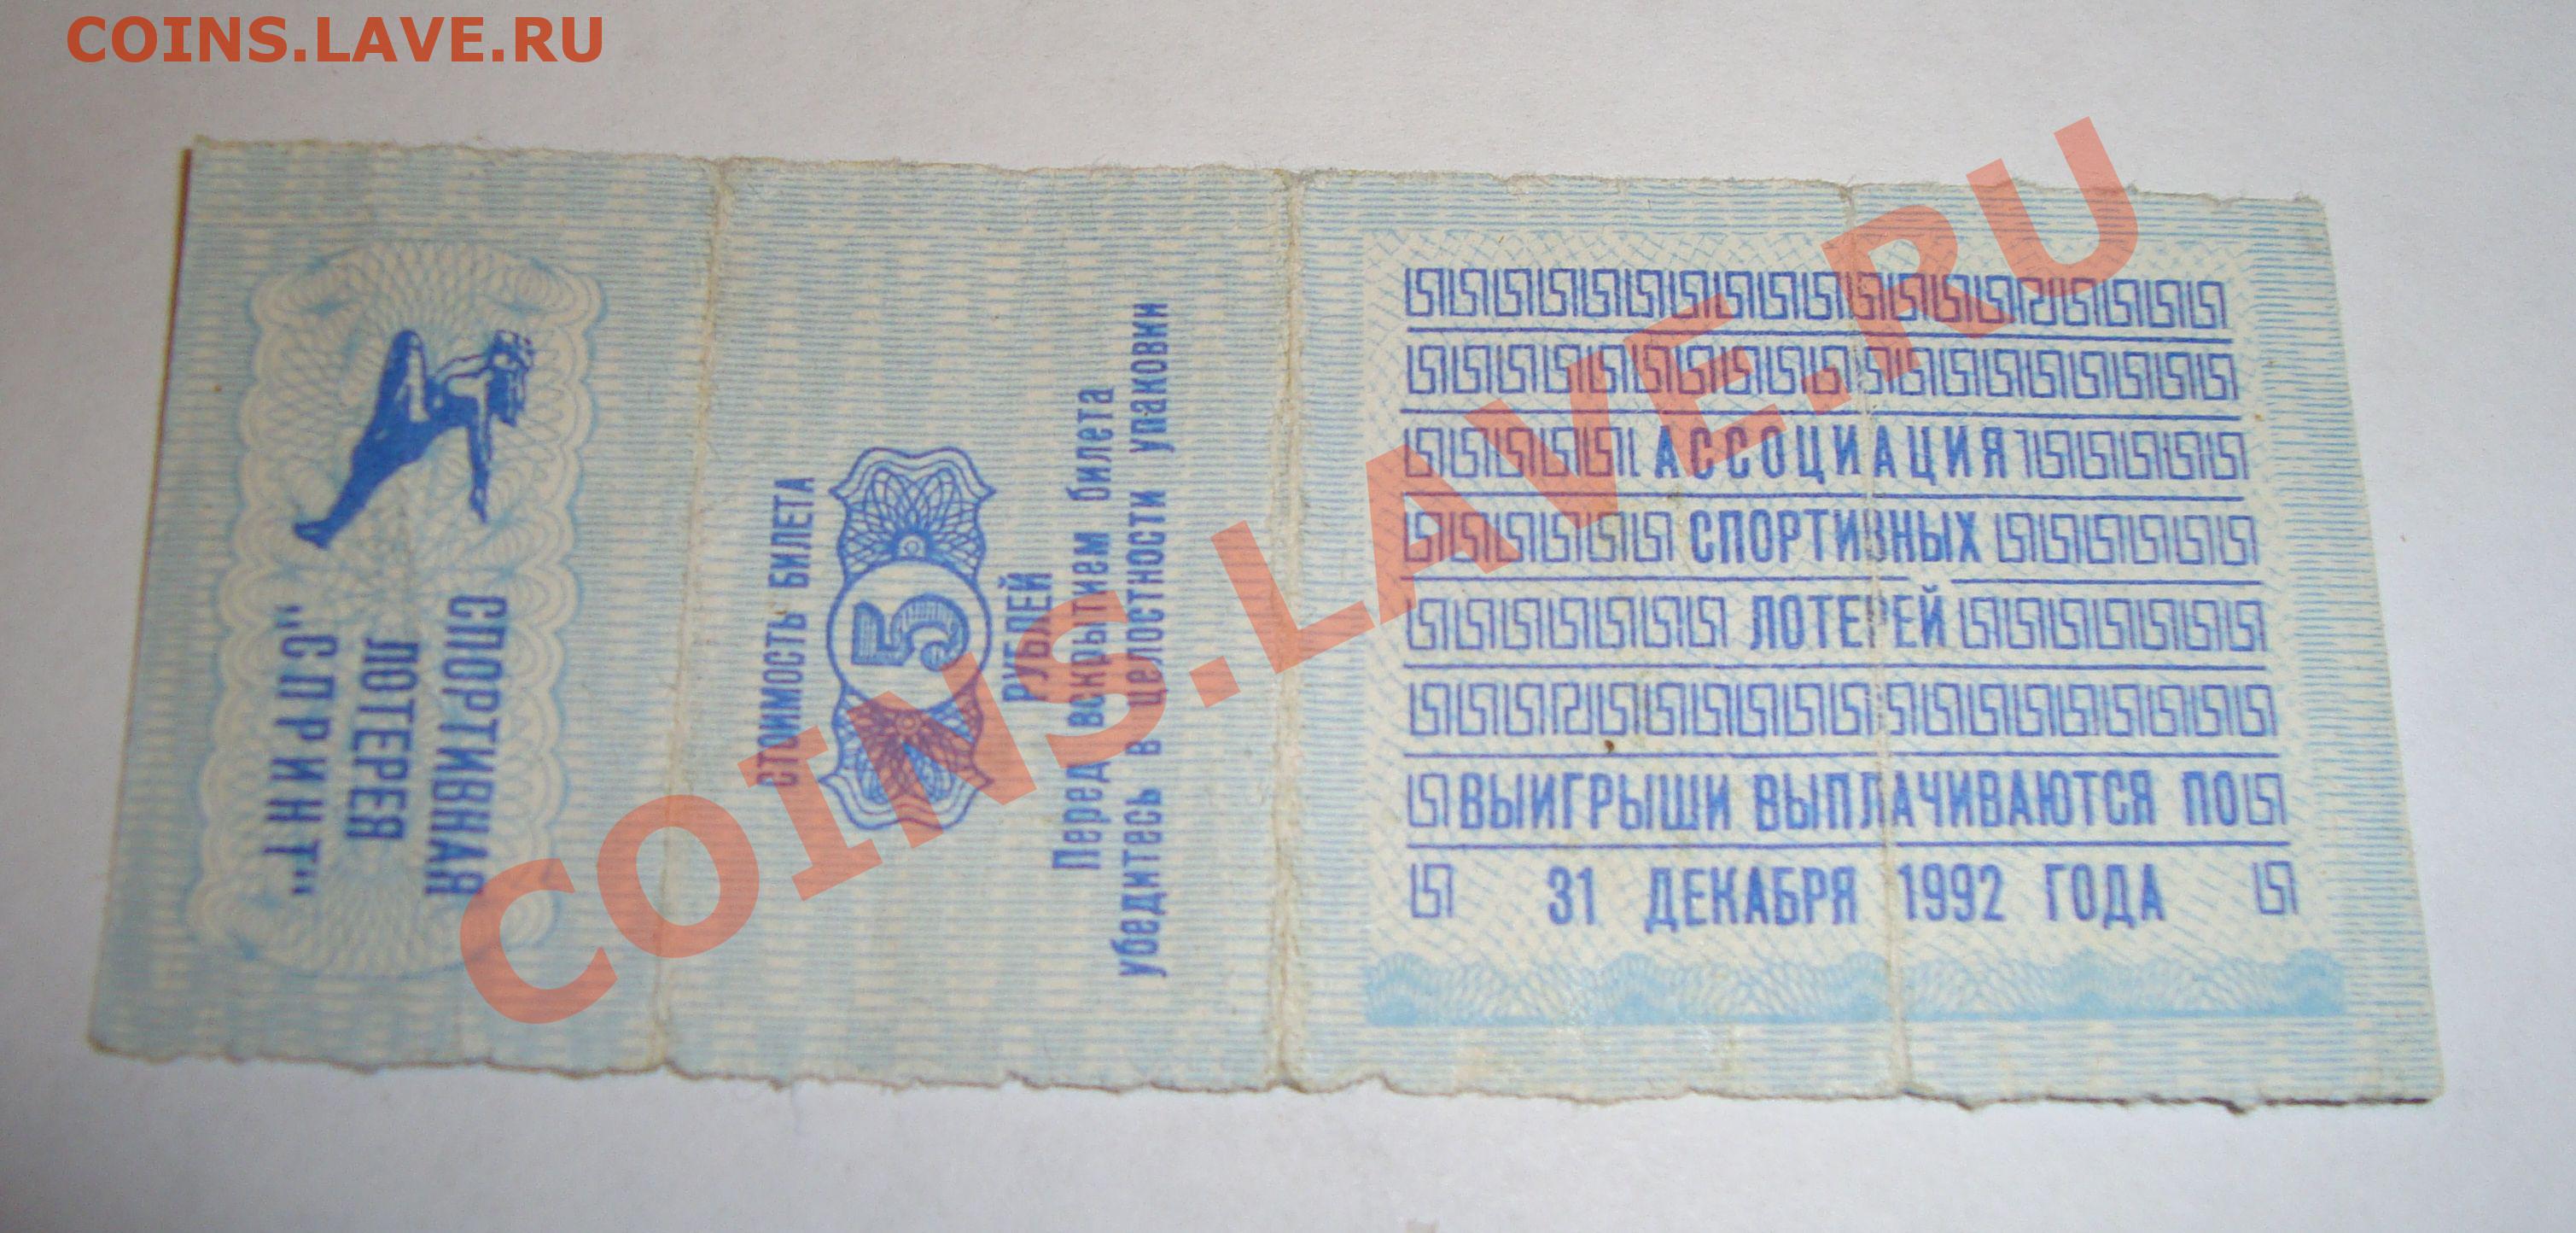 COINS.LAVE.RU
СПОРТИВНАЯ
ЛОТЕРЕЯ
„СПРИНТ"
СТОИМОСТЬ БИЛЕТА
5
РУБЛЕЙ
Перед вскрытием билета
убедитесь в целостности упаковки
АССОЦИАЦИЯ
СПОРТИВНЫХ
ЛОТЕРЕЙ
ВЫИГРЫШИ ВЫПЛАЧИВАЮТСЯ ПО
31 ДЕКАБРЯ 1992 ГОДА
COINS.LAVE.RU